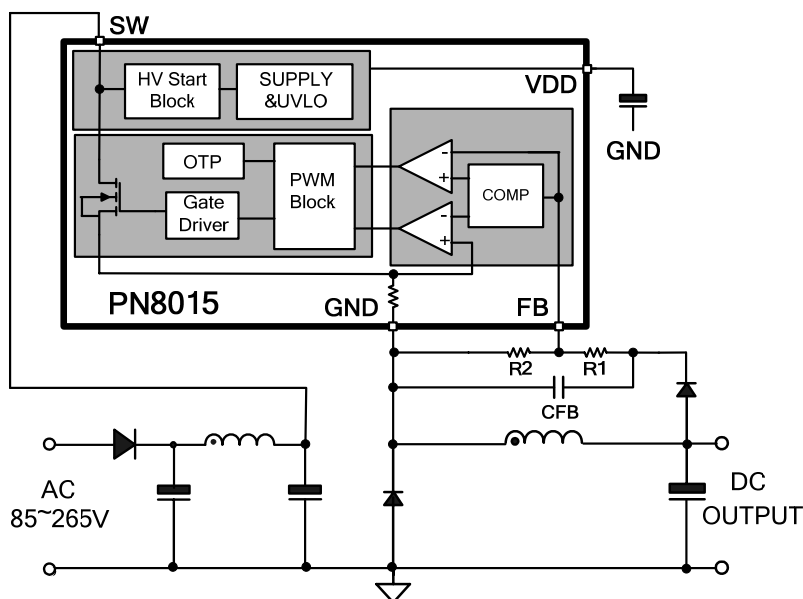 SW
HV Start
Block
SUPPLY
&UVLO
VDD
GND
OTP
PWM
Block
Gate
Driver
-
+
COMP
-
+
PN8015
GND
FB
R2
R1
CFB
AC
85~265V
DC
OUTPUT